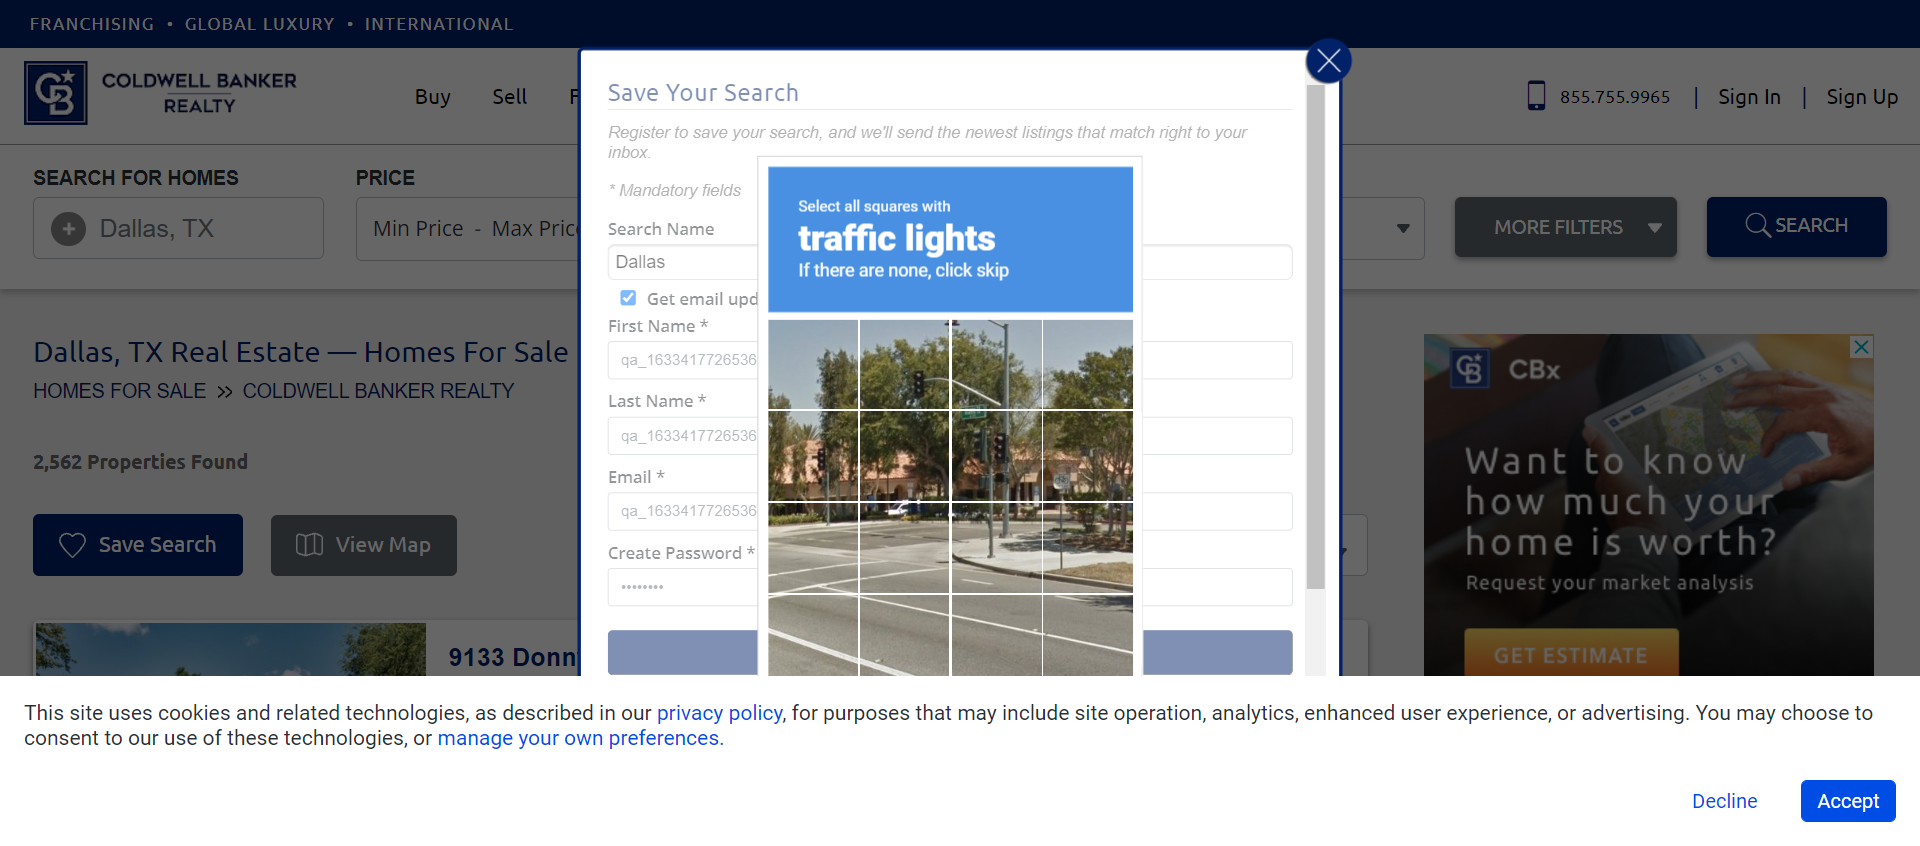 FRANCHISING • GLOBAL LUXURY • INTERNATIONAL
CB
COLDWELL BANKER
REALTY
Buy Sell F
855.755.9965 | Sign In | Sign Up
SEARCH FOR HOMES
PRICE
Dallas, TX
Min Price - Max Pric
MORE FILTERS
SEARCH
Save Your Search
Register to save your search, and we'll send the newest listings that match right to your
inbox.
* Mandatory fields
Search Name
Dallas
Get email upd
First Name *
qa_1633417726536
Last Name *
qa_1633417726536
Email *
qa_1633417726536
Create Password *
••••••••
Select all squares with
traffic lights
If there are none, click skip
Dallas, TX Real Estate — Homes For Sale
HOMES FOR SALE » COLDWELL BANKER REALTY
2,562 Properties Found
Save Search
View Map
9133 Donn
CB
CBx
Want to know
how much your
home is worth?
Request your market analysis
GET ESTIMATE
This site uses cookies and related technologies, as described in our privacy policy, for purposes that may include site operation, analytics, enhanced user experience, or advertising. You may choose to
consent to our use of these technologies, or manage your own preferences.
Decline
Accept